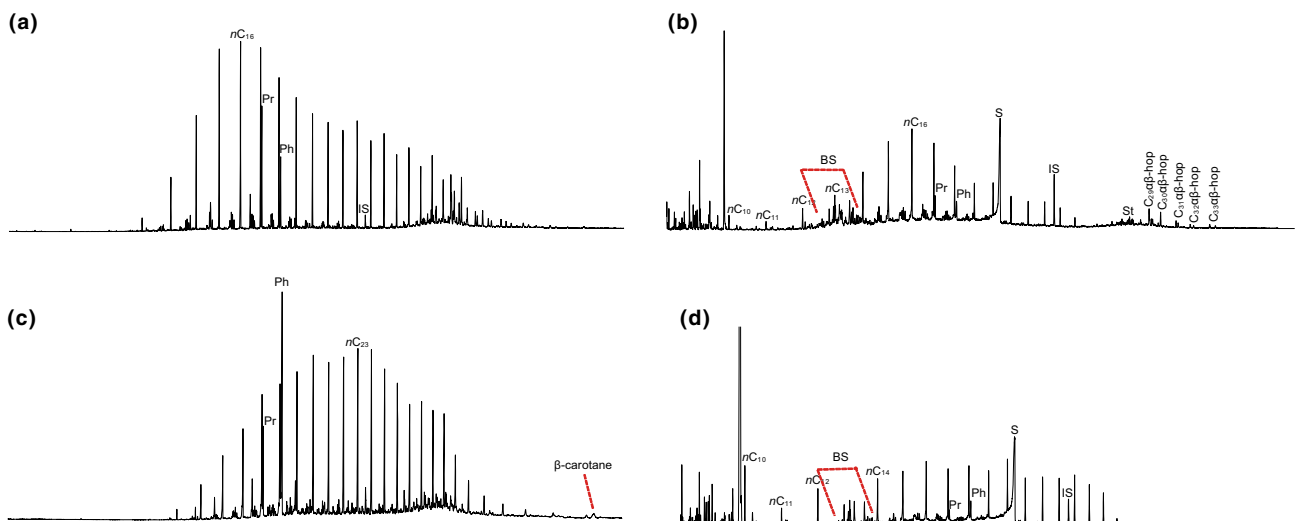 (a)
nC₁₆
Pr
Ph
IS
(b)
BS
nC₁₀
nC₁₁
nC₁₃
nC₁₆
Pr
Ph
S
IS
St
C₂₉αβ-hop
C₃₀αβ-hop
C₃₁αβ-hop
C₃₂αβ-hop
C₃₃αβ-hop
(c)
Pr
Ph
nC₂₃
β-carotane
(d)
nC₁₀
nC₁₁
nC₁₂
BS
nC₁₄
Pr
Ph
S
IS